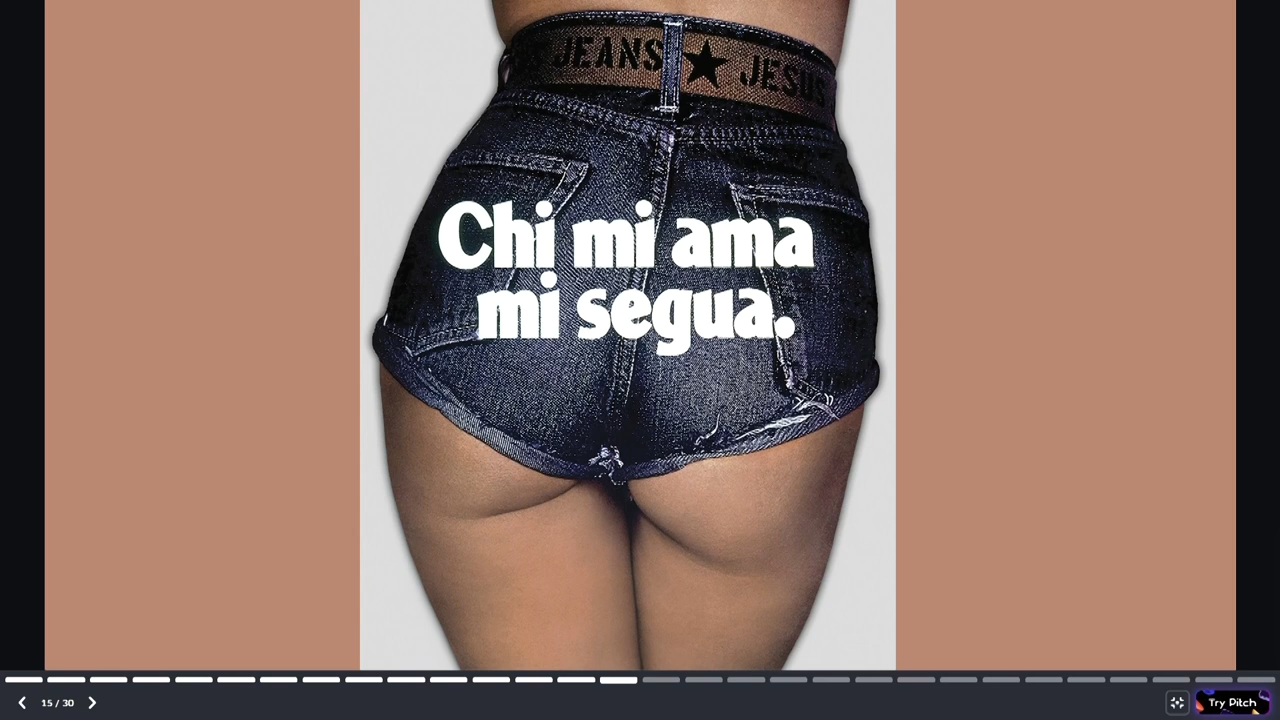 JEANS ★ JESUS
Chi mi ama
mi segua.
15 / 30
Try Pitch